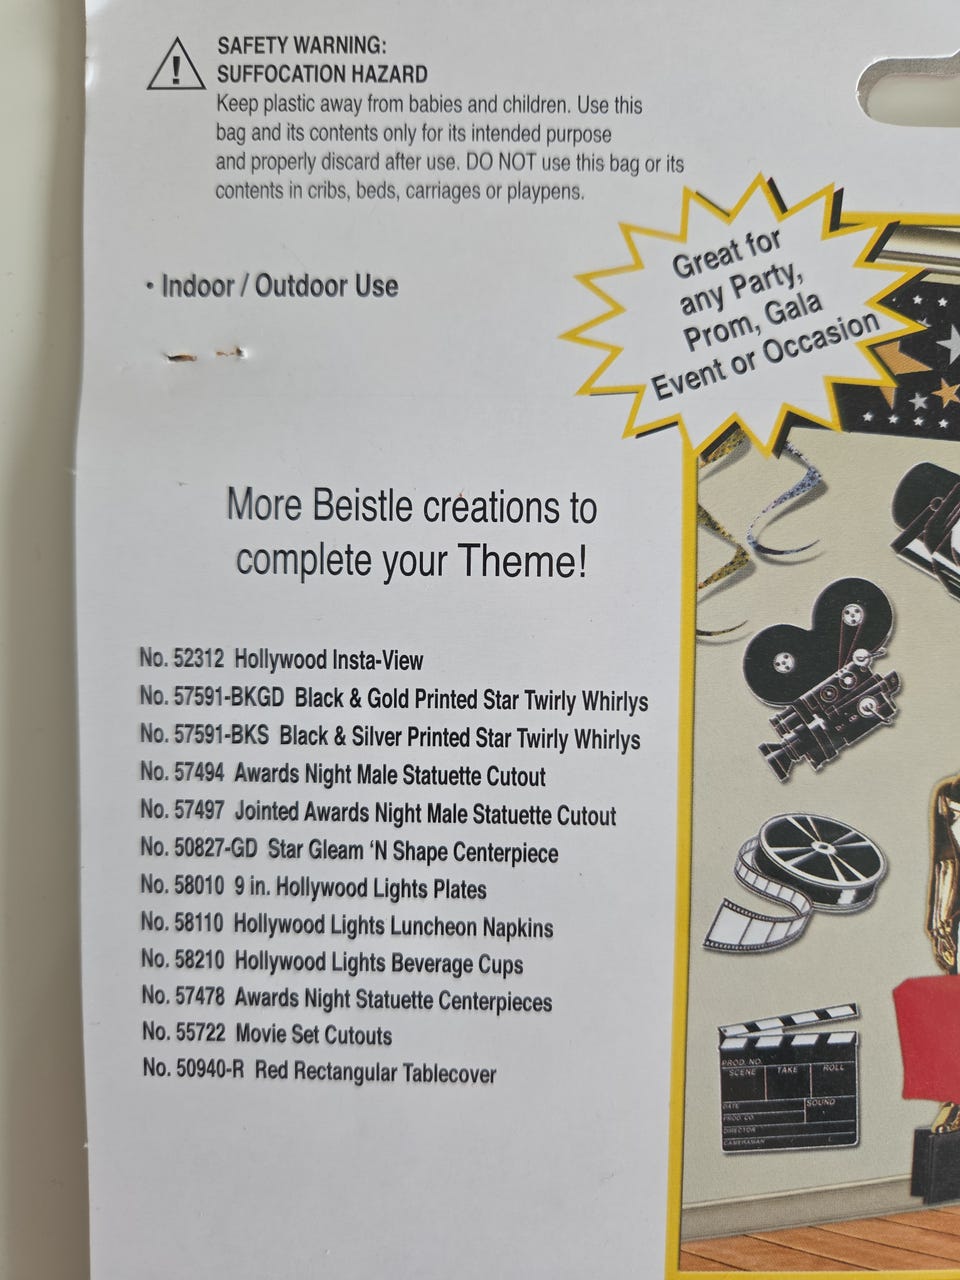 SAFETY WARNING:
SUFFOCATION HAZARD
Keep plastic away from babies and children. Use this
bag and its contents only for its intended purpose
and properly discard after use. DO NOT use this bag or its
contents in cribs, beds, carriages or playpens.
• Indoor / Outdoor Use
Great for
any Party,
Prom, Gala
Event or Occasion
More Beistle creations to
complete your Theme!
No. 52312 Hollywood Insta-View
No. 57591-BKGD Black & Gold Printed Star Twirly Whirlys
No. 57591-BKS Black & Silver Printed Star Twirly Whirlys
No. 57494 Awards Night Male Statuette Cutout
No. 57497 Jointed Awards Night Male Statuette Cutout
No. 50827-GD Star Gleam ‘N Shape Centerpiece
No. 58010 9 in. Hollywood Lights Plates
No. 58110 Hollywood Lights Luncheon Napkins
No. 58210 Hollywood Lights Beverage Cups
No. 57478 Awards Night Statuette Centerpieces
No. 55722 Movie Set Cutouts
No. 50940-R Red Rectangular Tablecover
PROD. NO.
SCENE TAKE ROLL
DATE SOUND
PROD. CO.
DIRECTOR
CAMERAMAN